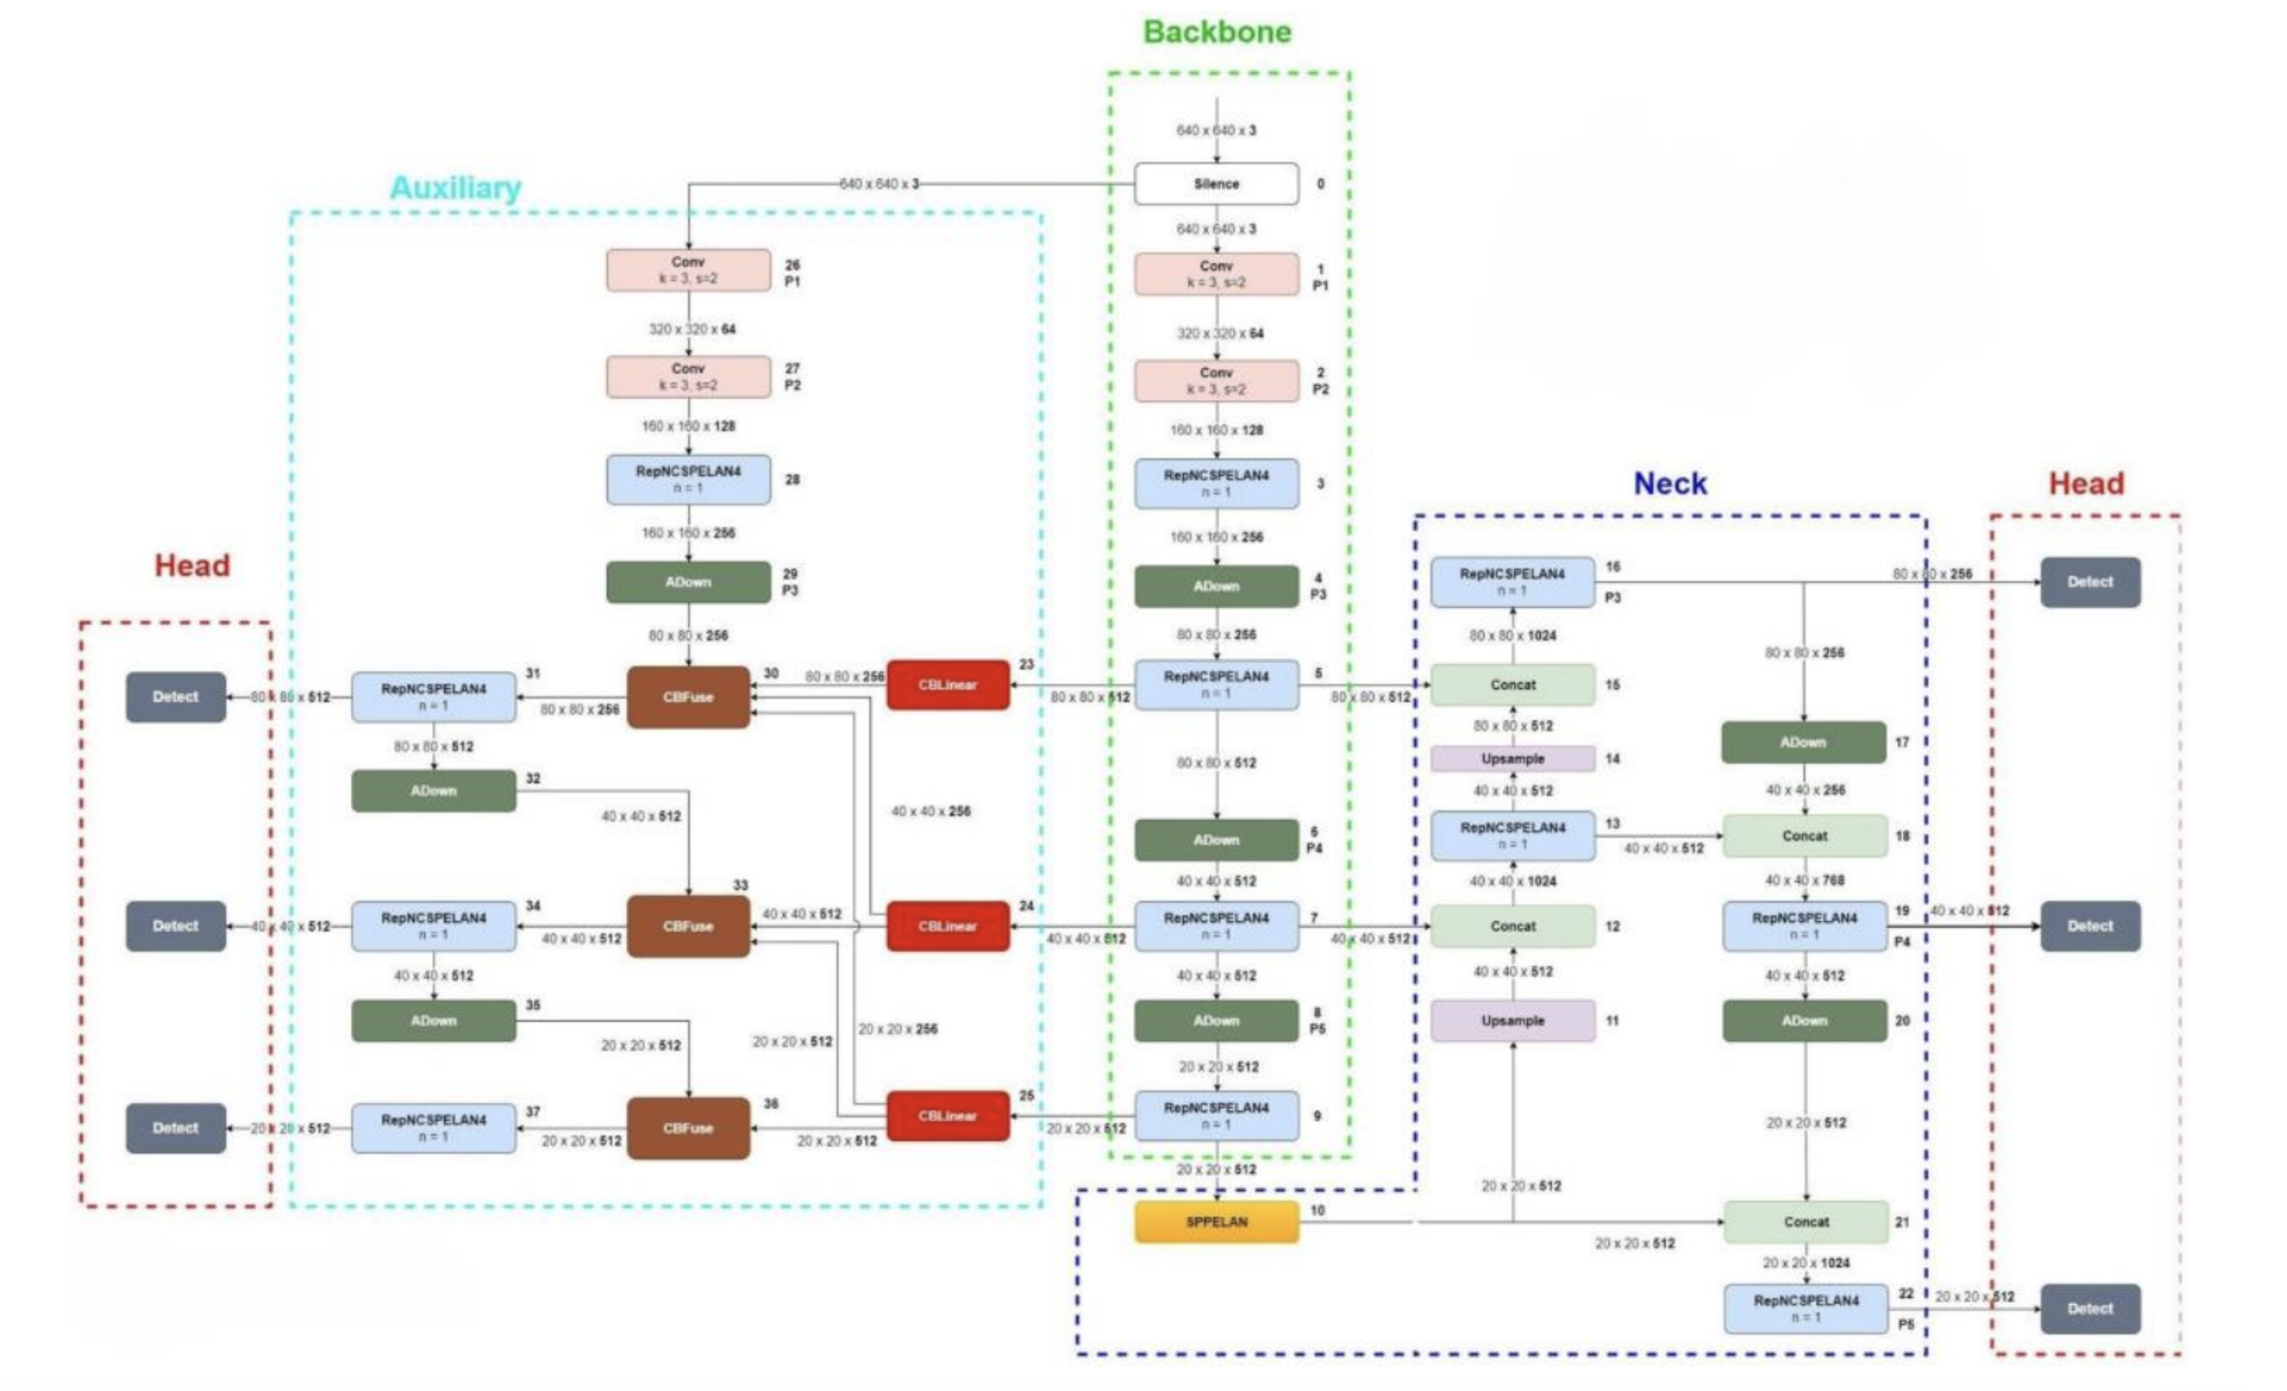 Backbone
640 x 640 x 3
Silence
0
640 x 640 x 3
640 x 640 x 3
Conv
k = 3, s=2
1
P1
320 x 320 x 64
Conv
k = 3, s=2
2
P2
160 x 160 x 128
RepNCSPELAN4
n = 1
3
160 x 160 x 256
ADown
4
P3
80 x 80 x 256
RepNCSPELAN4
n = 1
5
80 x 80 x 512
80 x 80 x 512
80 x 80 x 512
ADown
6
P4
40 x 40 x 512
RepNCSPELAN4
n = 1
7
40 x 40 x 512
40 x 40 x 512
40 x 40 x 512
ADown
8
P5
20 x 20 x 512
RepNCSPELAN4
n = 1
9
20 x 20 x 512
20 x 20 x 512
SPPELAN
10
Auxiliary
Conv
k = 3, s=2
26
P1
320 x 320 x 64
Conv
k = 3, s=2
27
P2
160 x 160 x 128
RepNCSPELAN4
n = 1
28
160 x 160 x 256
ADown
29
P3
80 x 80 x 256
CBFuse
30
80 x 80 x 256
CBLinear
23
80 x 80 x 256
RepNCSPELAN4
n = 1
31
80 x 80 x 512
80 x 80 x 512
ADown
32
40 x 40 x 512
40 x 40 x 256
CBFuse
33
40 x 40 x 512
CBLinear
24
40 x 40 x 512
RepNCSPELAN4
n = 1
34
40 x 40 x 512
40 x 40 x 512
ADown
35
20 x 20 x 512
20 x 20 x 512
20 x 20 x 256
CBFuse
36
20 x 20 x 512
CBLinear
25
20 x 20 x 512
RepNCSPELAN4
n = 1
37
20 x 20 x 512
Head
Detect
Detect
Detect
Neck
RepNCSPELAN4
n = 1
16
P3
80 x 80 x 256
80 x 80 x 1024
80 x 80 x 256
Concat
15
80 x 80 x 512
Upsample
14
ADown
17
40 x 40 x 512
40 x 40 x 256
RepNCSPELAN4
n = 1
13
40 x 40 x 512
Concat
18
40 x 40 x 1024
40 x 40 x 768
Concat
12
RepNCSPELAN4
n = 1
19
P4
40 x 40 x 512
40 x 40 x 512
40 x 40 x 512
Upsample
11
ADown
20
20 x 20 x 512
20 x 20 x 512
20 x 20 x 512
Concat
21
20 x 20 x 1024
RepNCSPELAN4
n = 1
22
P5
20 x 20 x 512
Head
Detect
Detect
Detect